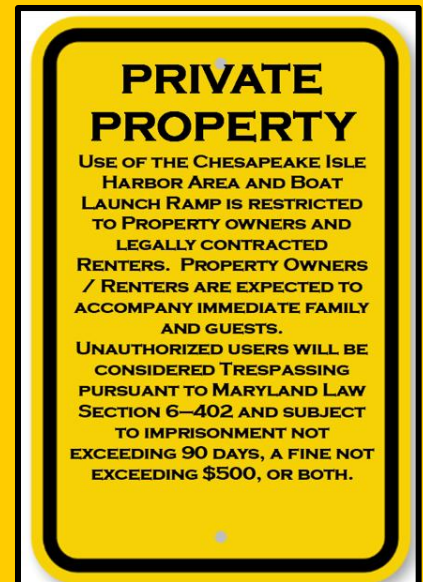 PRIVATE
PROPERTY
USE OF THE CHESAPEAKE ISLE
HARBOR AREA AND BOAT
LAUNCH RAMP IS RESTRICTED
TO PROPERTY OWNERS AND
LEGALLY CONTRACTED
RENTERS. PROPERTY OWNERS
/ RENTERS ARE EXPECTED TO
ACCOMPANY IMMEDIATE FAMILY
AND GUESTS.
UNAUTHORIZED USERS WILL BE
CONSIDERED TRESPASSING
PURSUANT TO MARYLAND LAW
SECTION 6–402 AND SUBJECT
TO IMPRISONMENT NOT
EXCEEDING 90 DAYS, A FINE NOT
EXCEEDING $500, OR BOTH.